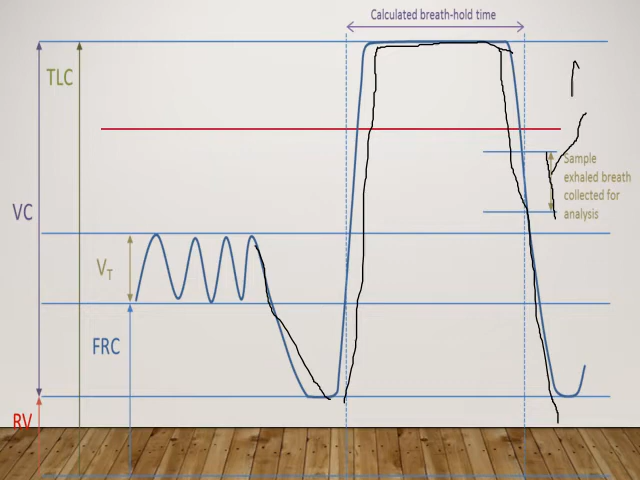 Calculated breath-hold time
TLC
VC
VT
FRC
RV
Sample
exhaled breath
collected for
analysis